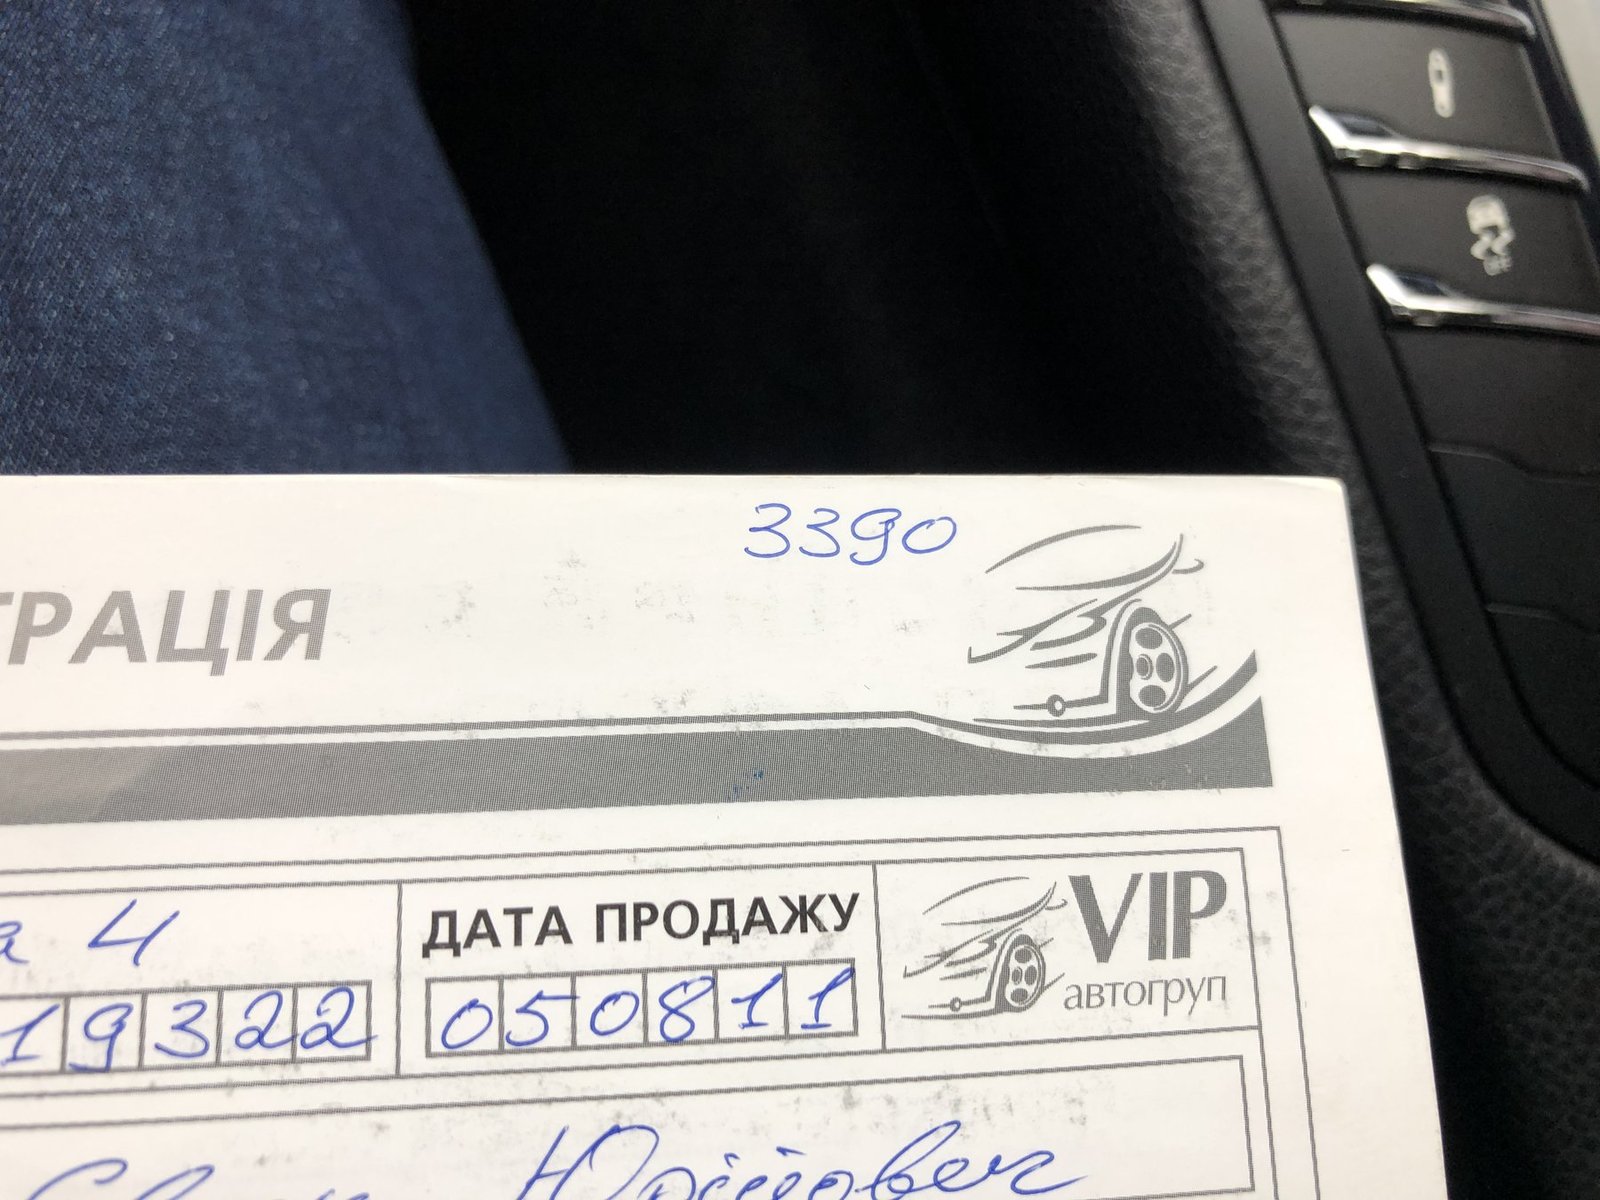 3390
ТРАЦІЯ
а 4
ДАТА ПРОДАЖУ
VIP
автогруп
19322
050811
Юрійович